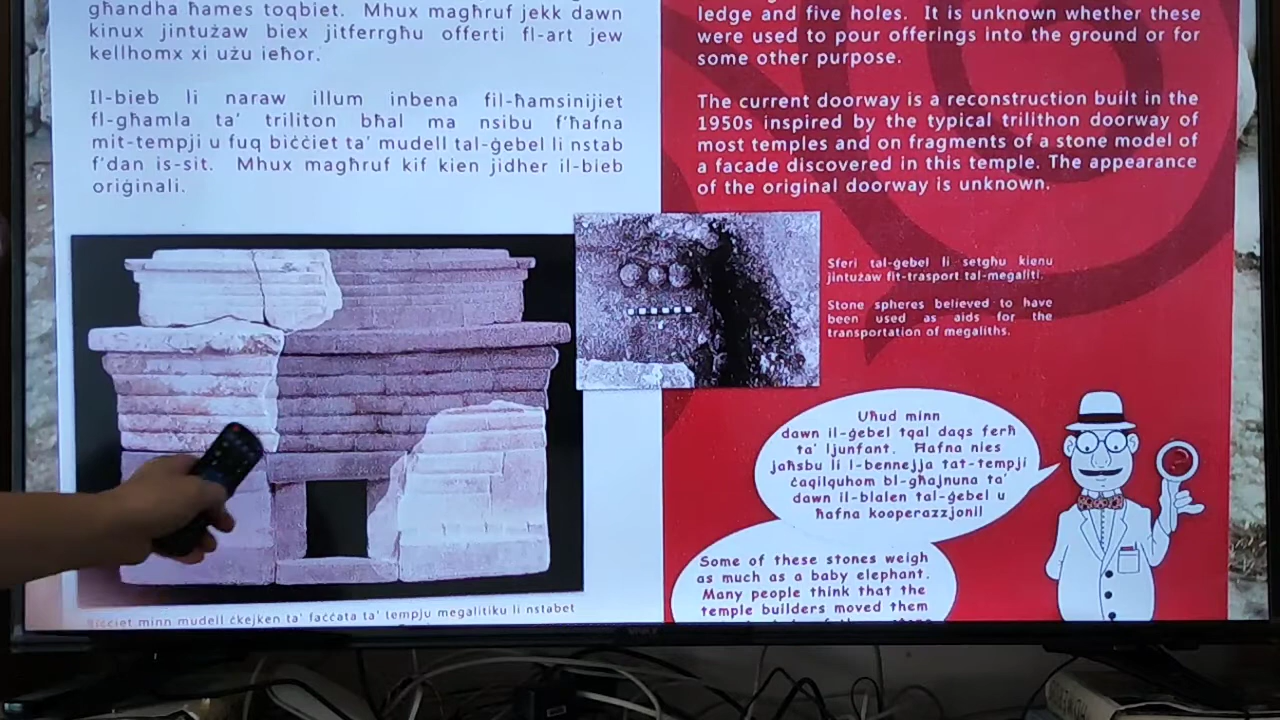 għandha ħames toqbiet. Mhux magħruf jekk dawn
kinux jintużaw biex jitferrgħu offerti fl-art jew
kellhomx xi użu ieħor.
Il-bieb li naraw illum inbena fil-ħamsinijiet
fl-għamla ta' triliton bħal ma nsibu f'ħafna
mit-tempji u fuq biċċiet ta' mudell tal-ġebel li nstab
f'dan is-sit. Mhux magħruf kif kien jidher il-bieb
oriġinali.
ledge and five holes. It is unknown whether these
were used to pour offerings into the ground or for
some other purpose.
The current doorway is a reconstruction built in the
1950s inspired by the typical trilithon doorway of
most temples and on fragments of a stone model of
a facade discovered in this temple. The appearance
of the original doorway is unknown.
Sferi tal-ġebel li setgħu kienu
jintużaw fit-trasport tal-megaliti.
Stone spheres believed to have
been used as aids for the
transportation of megaliths.
Uħud minn
dawn il-ġebel tqal daqs ferħ
ta' ljunfant. Ħafna nies
jaħsbu li l-bennejja tat-tempji
ċaqilquhom bl-għajnuna ta'
dawn il-blalen tal-ġebel u
ħafna kooperazzjoni!
Some of these stones weigh
as much as a baby elephant.
Many people think that the
temple builders moved them
Biċċiet minn mudell ċkejken ta' faċċata ta' tempju megalitiku li nstabet